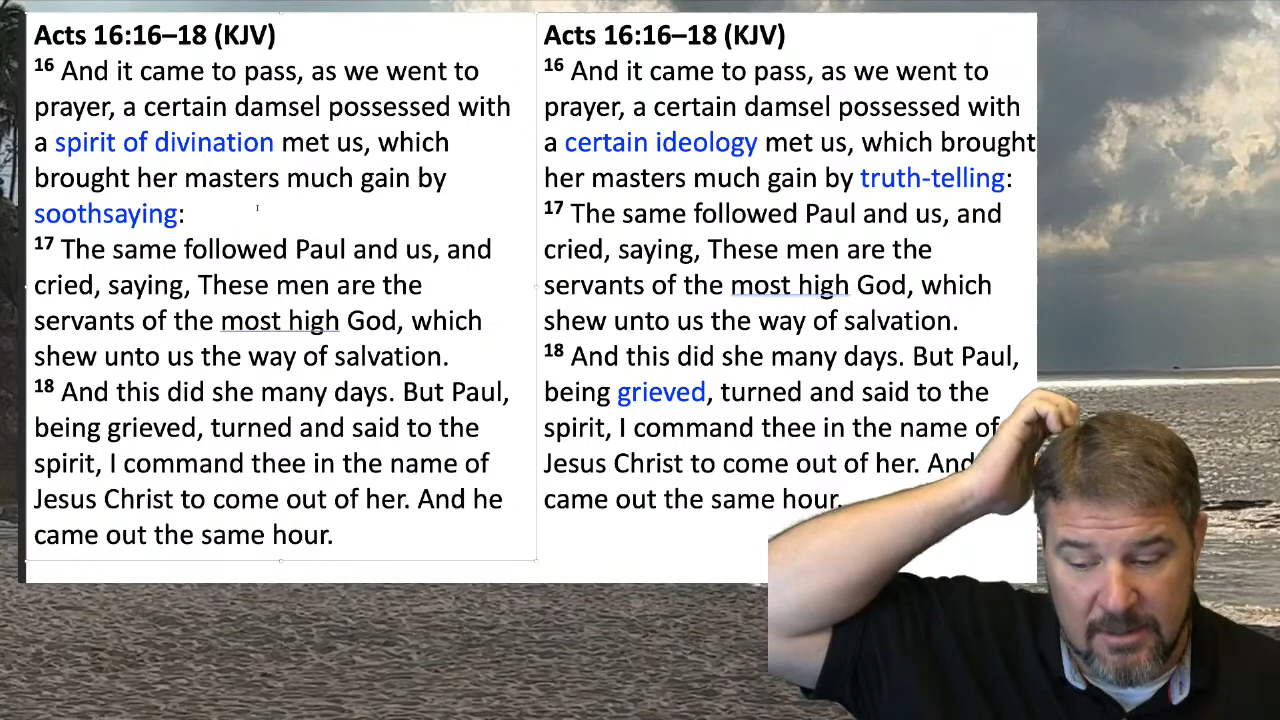 Acts 16:16–18 (KJV)
16 And it came to pass, as we went to
prayer, a certain damsel possessed with
a spirit of divination met us, which
brought her masters much gain by
soothsaying:
17 The same followed Paul and us, and
cried, saying, These men are the
servants of the most high God, which
shew unto us the way of salvation.
18 And this did she many days. But Paul,
being grieved, turned and said to the
spirit, I command thee in the name of
Jesus Christ to come out of her. And he
came out the same hour.
Acts 16:16–18 (KJV)
16 And it came to pass, as we went to
prayer, a certain damsel possessed with
a certain ideology met us, which brought
her masters much gain by truth-telling:
17 The same followed Paul and us, and
cried, saying, These men are the
servants of the most high God, which
shew unto us the way of salvation.
18 And this did she many days. But Paul,
being grieved, turned and said to the
spirit, I command thee in the name of
Jesus Christ to come out of her. And
came out the same hour.